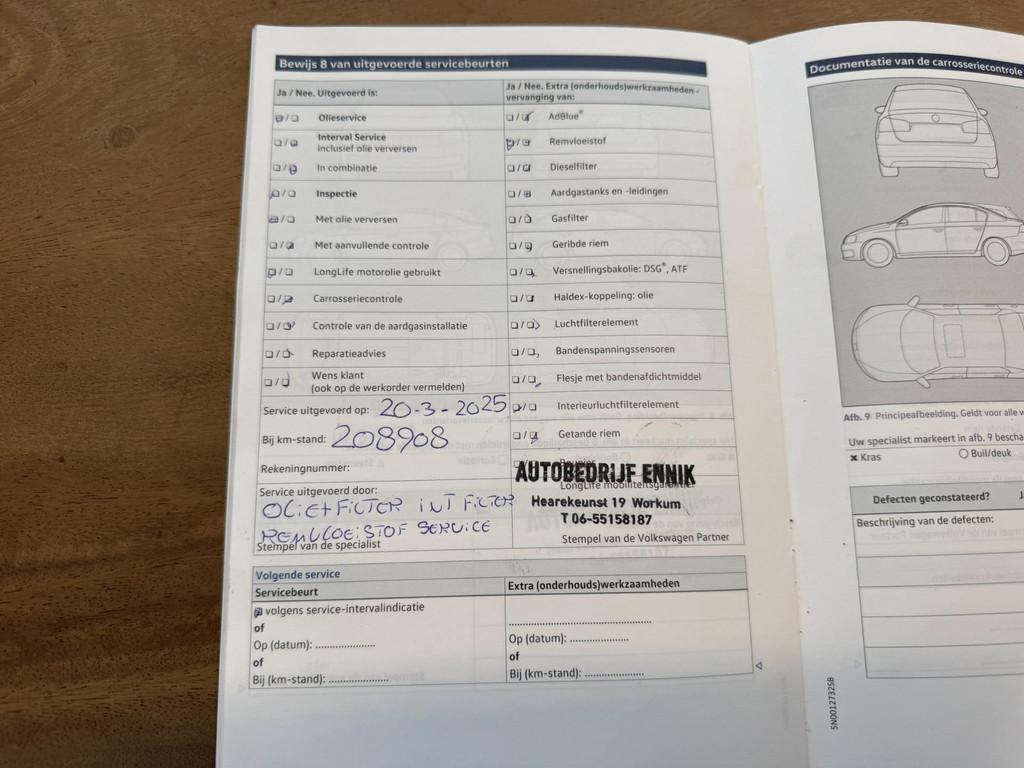 Bewijs 8 van uitgevoerde servicebeurten
Ja / Nee. Uitgevoerd is:
Olieservice
Interval Service
inclusief olie verversen
In combinatie
Inspectie
Met olie verversen
Met aanvullende controle
LongLife motorolie gebruikt
Carrosseriecontrole
Controle van de aardgasinstallatie
Reparatieadvies
Wens klant
(ook op de werkorder vermelden)
Service uitgevoerd op: 20-3-2025
Bij km-stand: 208908
Rekeningnummer:
Service uitgevoerd door:
OLiE+FiLTER iNT FiLTER
REMVLOEiSTOF SERVICE
Stempel van de specialist
Ja / Nee. Extra (onderhouds)werkzaamheden -
vervanging van:
AdBlue®
Remvloeistof
Dieselfilter
Aardgastanks en -leidingen
Gasfilter
Geribde riem
Versnellingsbakolie: DSG®, ATF
Haldex-koppeling: olie
Luchtfilterelement
Bandenspanningssensoren
Flesje met bandenafdichtmiddel
Interieurluchtfilterelement
Getande riem
AUTOBEDRIJF ENNIK
LongLife
Hearekunst 19 Workum
T 06-55158187
Stempel van de Volkswagen Partner
Volgende service
Servicebeurt
volgens service-intervalindicatie
of
Op (datum): .....................
of
Bij (km-stand): .....................
Extra (onderhouds)werkzaamheden
Op (datum): .....................
of
Bij (km-stand): .....................
Documentatie van de carrosseriecontrole
Afb. 9 Principeafbeelding. Geldt voor alle
Uw specialist markeert in afb. 9
Kras
Buil/deuk
Defecten geconstateerd?
Beschrijving van de defecten:
5N0012732SB